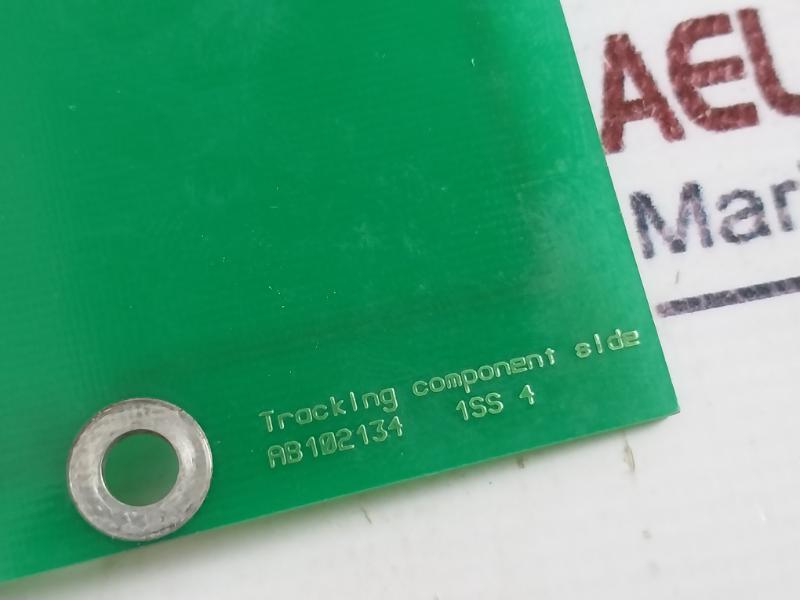 Tracking component side
AB102134 1SS 4